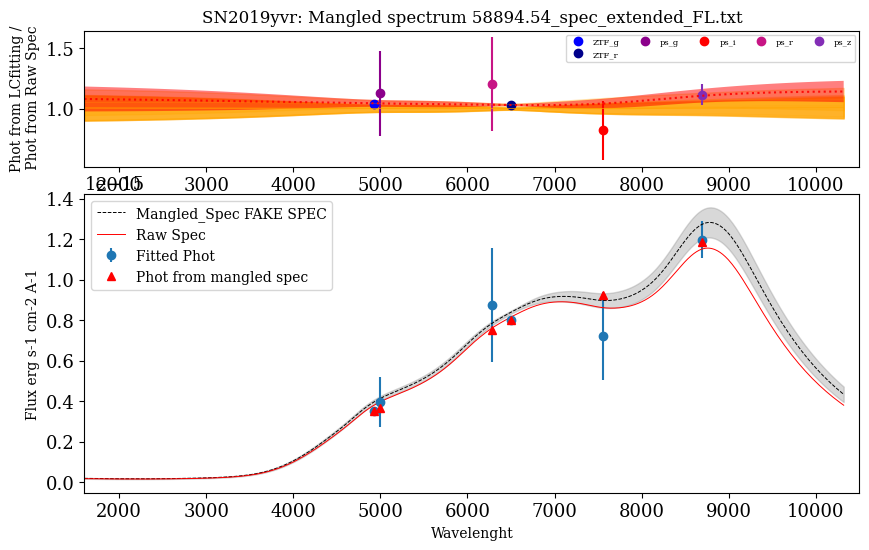 SN2019yvr: Mangled spectrum 58894.54_spec_extended_FL.txt
Phot from LCfitting /
Phot from Raw Spec
1.5
1.0
ZTF_g
ps_g
ps_i
ps_r
ps_z
ZTF_r
2000 3000 4000 5000 6000 7000 8000 9000 10000
1e−15
Flux erg s-1 cm-2 A-1
1.4
1.2
1.0
0.8
0.6
0.4
0.2
0.0
Mangled_Spec FAKE SPEC
Raw Spec
Fitted Phot
Phot from mangled spec
2000 3000 4000 5000 6000 7000 8000 9000 10000
Wavelenght